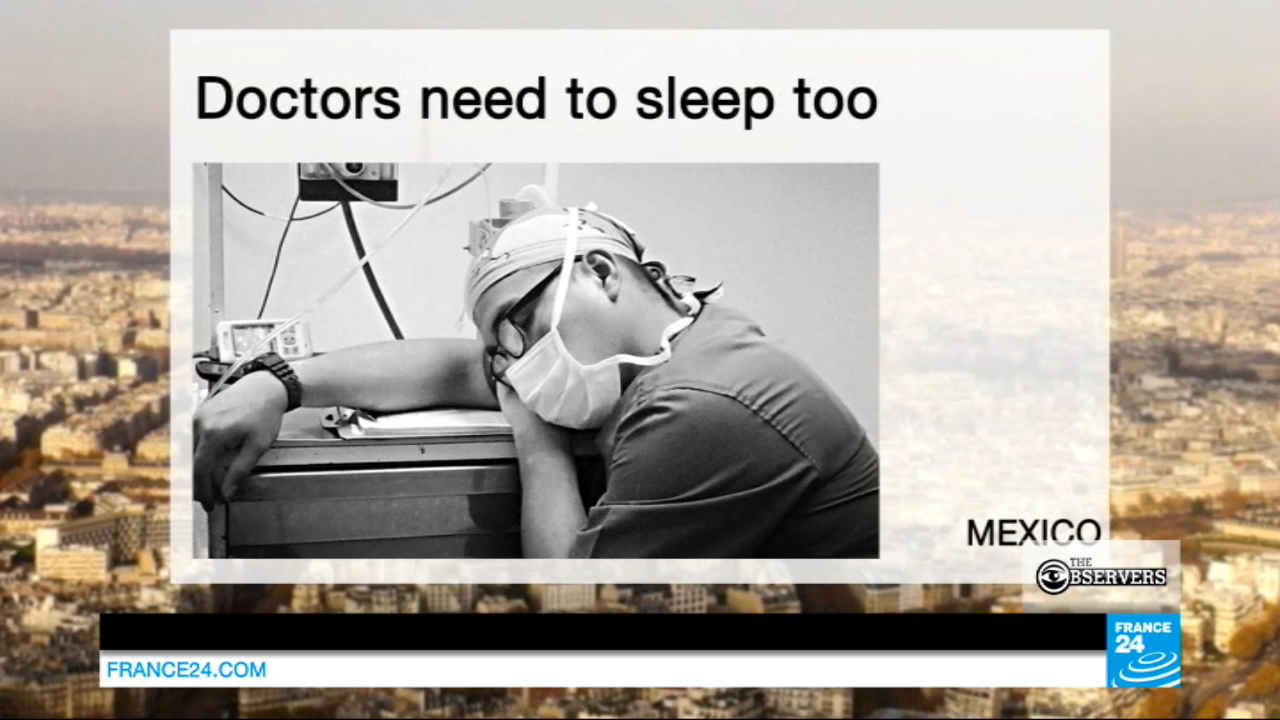 Doctors need to sleep too
MEXICO
THE
OBSERVERS
FRANCE
24
FRANCE24.COM